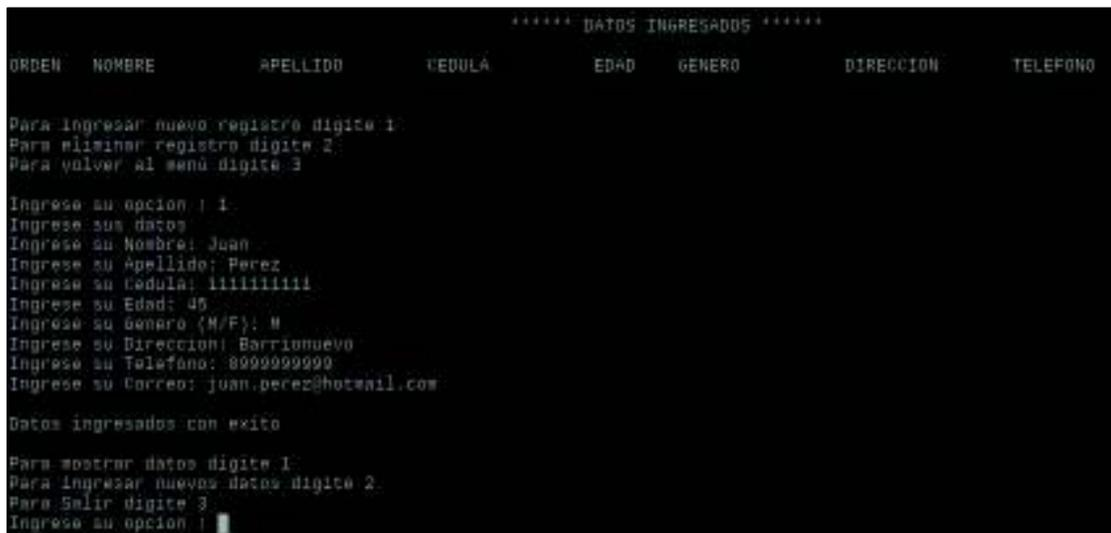 ****** DATOS INGRESADOS ******
ORDEN NOMBRE APELLIDO CEDULA EDAD GENERO DIRECCION TELEFONO
Para ingresar nuevo registro digite 1
Para eliminar registro digite 2
Para volver al menú digite 3
Ingrese su opcion : 1
Ingrese sus datos
Ingrese su Nombre: Juan
Ingrese su Apellido: Perez
Ingrese su Cedula: 1111111111
Ingrese su Edad: 45
Ingrese su Genero (M/F): M
Ingrese su Direccion: Barrionuevo
Ingrese su Telefono: 8999999999
Ingrese su Correo: juan.perez@hotmail.com
Datos ingresados con exito
Para mostrar datos digite 1
Para ingresar nuevos datos digite 2
Para Salir digite 3
Ingrese su opcion :